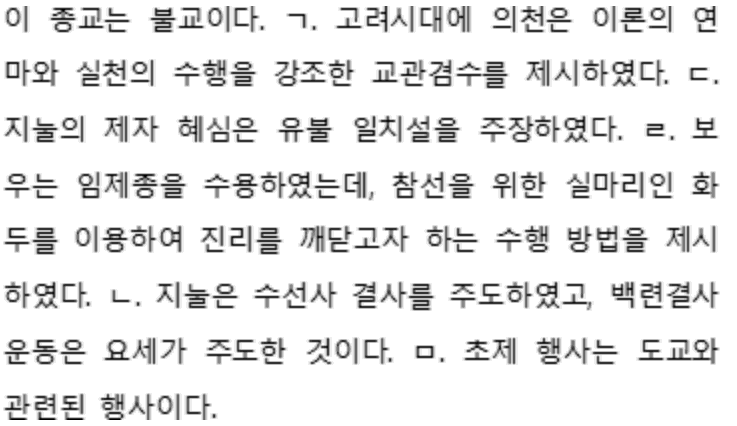 이 종교는 불교이다. ㄱ. 고려시대에 의천은 이론의 연
마와 실천의 수행을 강조한 교관겸수를 제시하였다. ㄷ.
지눌의 제자 혜심은 유불 일치설을 주장하였다. ㄹ. 보
우는 임제종을 수용하였는데, 참선을 위한 실마리인 화
두를 이용하여 진리를 깨닫고자 하는 수행 방법을 제시
하였다. ㄴ. 지눌은 수선사 결사를 주도하였고, 백련결사
운동은 요세가 주도한 것이다. ㅁ. 초제 행사는 도교와
관련된 행사이다.